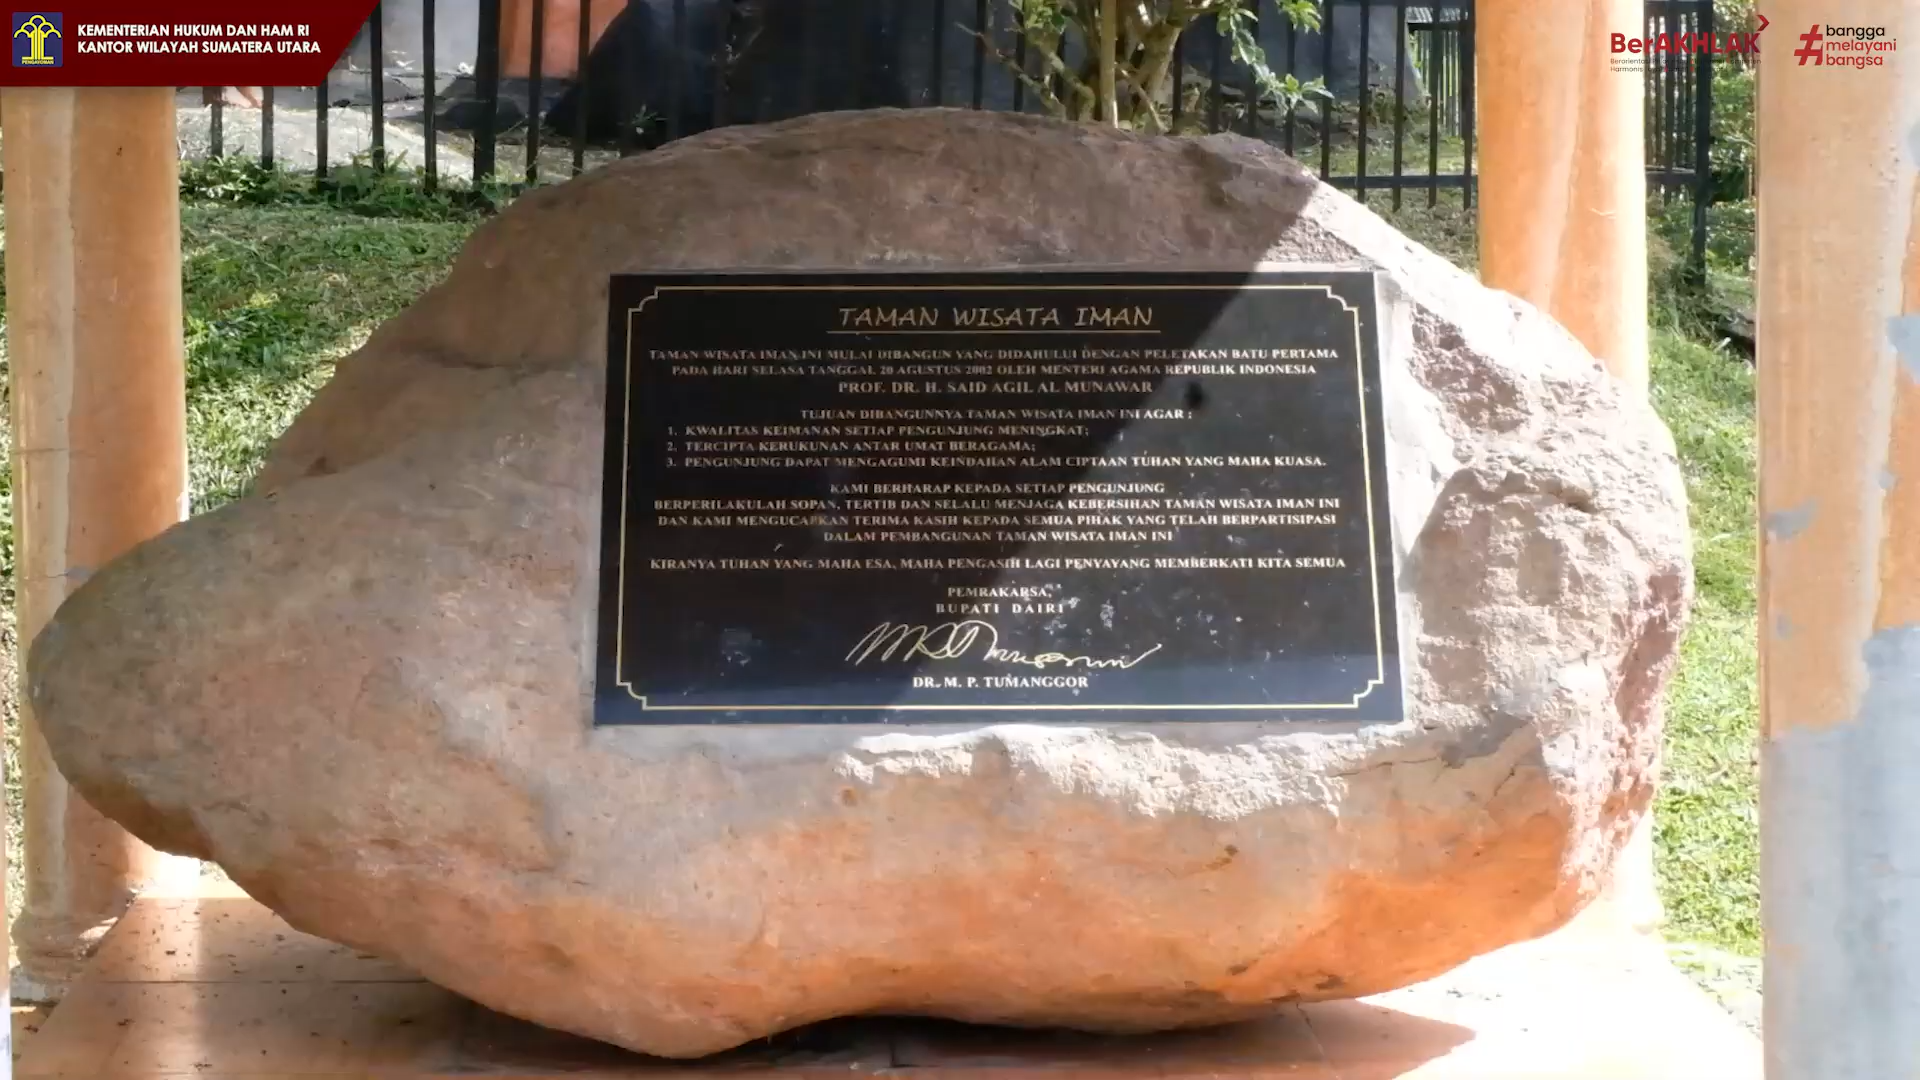 KEMENTERIAN HUKUM DAN HAM RI
KANTOR WILAYAH SUMATERA UTARA
PENGAYOMAN
BerAKHLAK
#bangga
melayani
bangsa
TAMAN WISATA IMAN
TAMAN WISATA IMAN INI MULAI DIBANGUN YANG DIDAHULUI DENGAN PELETAKAN BATU PERTAMA
PADA HARI SELASA TANGGAL 20 AGUSTUS 2002 OLEH MENTERI AGAMA REPUBLIK INDONESIA
PROF. DR. H. SAID AGIL AL MUNAWAR
TUJUAN DIBANGUNNYA TAMAN WISATA IMAN INI AGAR :
1. KWALITAS KEIMANAN SETIAP PENGUNJUNG MENINGKAT;
2. TERCIPTA KERUKUNAN ANTAR UMAT BERAGAMA;
3. PENGUNJUNG DAPAT MENGAGUMI KEINDAHAN ALAM CIPTAAN TUHAN YANG MAHA KUASA.
KAMI BERHARAP KEPADA SETIAP PENGUNJUNG
BERPERILAKULAH SOPAN, TERTIB DAN SELALU MENJAGA KEBERSIHAN TAMAN WISATA IMAN INI
DAN KAMI MENGUCAPKAN TERIMA KASIH KEPADA SEMUA PIHAK YANG TELAH BERPARTISIPASI
DALAM PEMBANGUNAN TAMAN WISATA IMAN INI
KIRANYA TUHAN YANG MAHA ESA, MAHA PENGASIH LAGI PENYAYANG MEMBERKATI KITA SEMUA
PEMRAKARSA,
BUPATI DAIRI
DR. M. P. TUMANGGOR